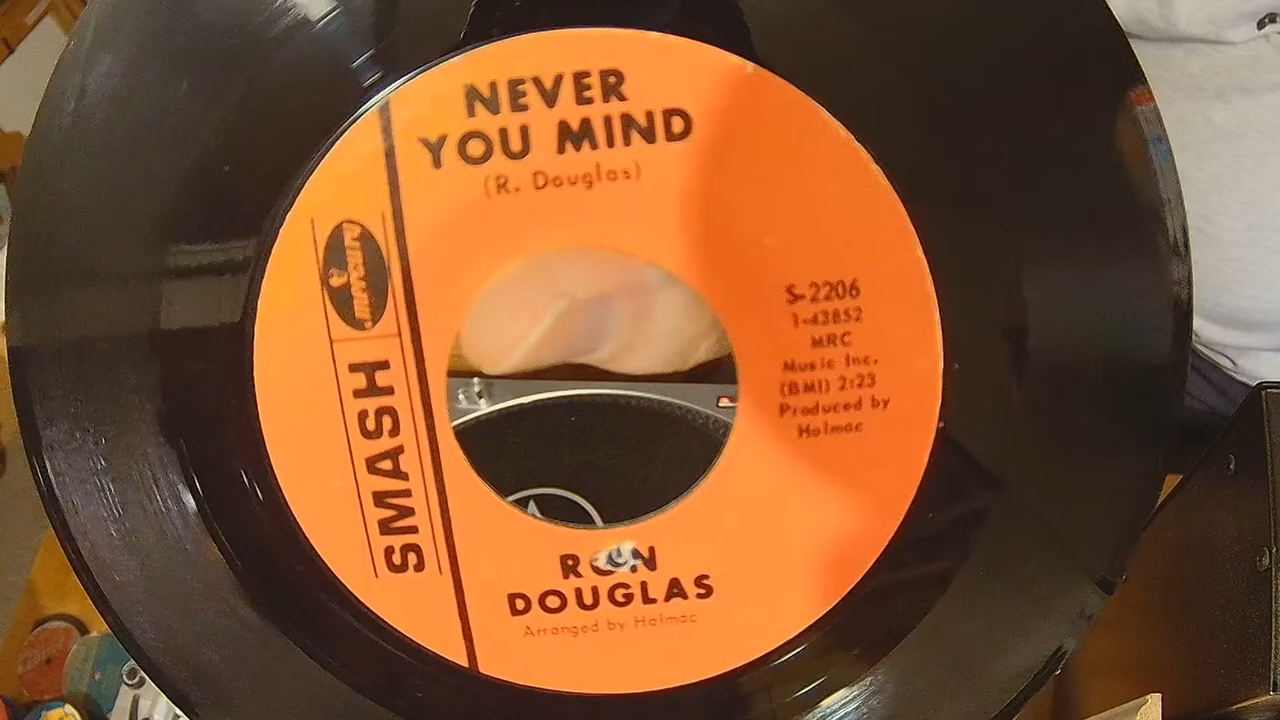 NEVER
YOU MIND
(R. Douglas)
mercury
SMASH
S-2206
1-43852
MRC
Music Inc.
(BMI) 2:23
Produced by
Holmac
RON
DOUGLAS
Arranged by Holmac